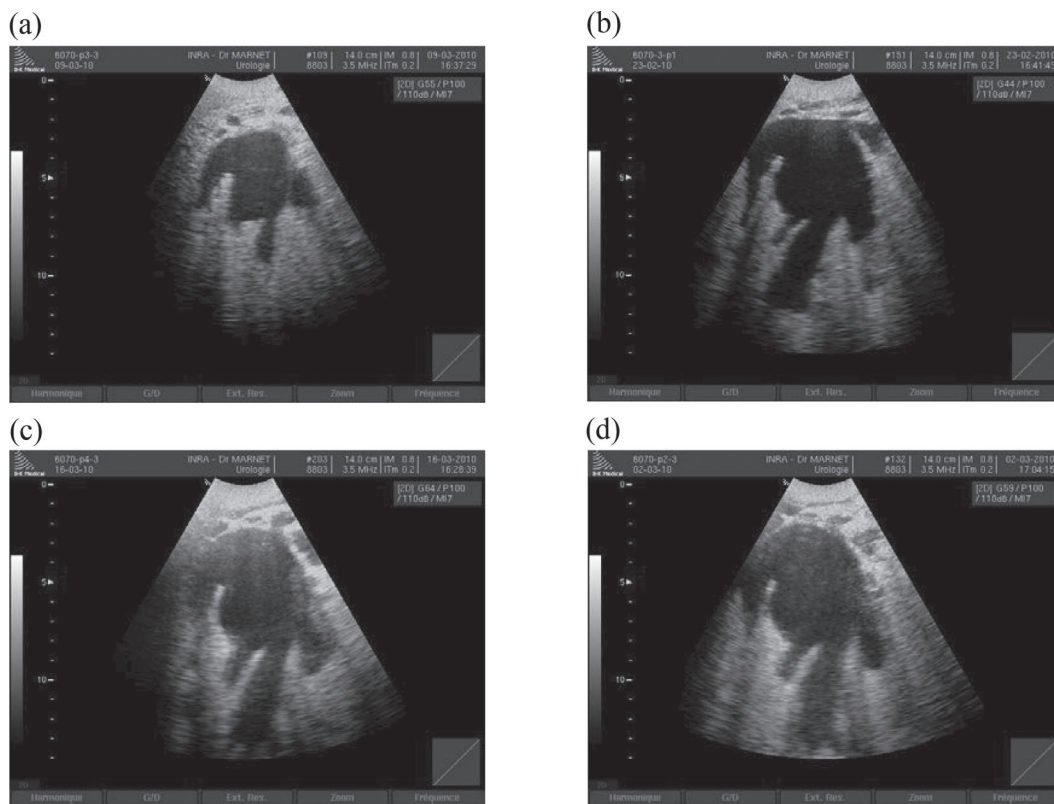 (a)
6070-p3-3 INRA - Dr MARNET #109 14.0 cm IM 0.8 09-03-2010
09-03-10 Urologie 8803 3.5 MHz ITm 0.2 16:37:29
B-K Medical
[2D] G55 / P100
/ 110dB / MI7
0
5
10
2D
Harmonique G/D Ext. Res. Zoom Fréquence
(b)
6070-3-p1 INRA - Dr MARNET #151 14.0 cm IM 0.8
23-02-10 Urologie 8803 3.5 MHz ITm 0.2 16:41:45
B-K Medical
[2D] G44 / P100
/ 110dB / MI7
0
5
10
2D
Harmonique G/D Ext. Res. Zoom Fréquence
(c)
6070-p4-3 INRA - Dr MARNET #203 14.0 cm IM 0.8 16-03-2010
16-03-10 Urologie 8803 3.5 MHz ITm 0.2 16:28:39
B-K Medical
[2D] G64 / P100
/ 110dB / MI7
0
5
10
2D
Harmonique G/D Ext. Res. Zoom Fréquence
(d)
6070-p2-3 INRA - Dr MARNET #132 14.0 cm IM 0.8 02-03-2010
02-03-10 Urologie 8803 3.5 MHz ITm 0.2 17:04:15
B-K Medical
[2D] G59 / P100
/ 110dB / MI7
0
5
10
2D
Harmonique G/D Ext. Res. Zoom Fréquence